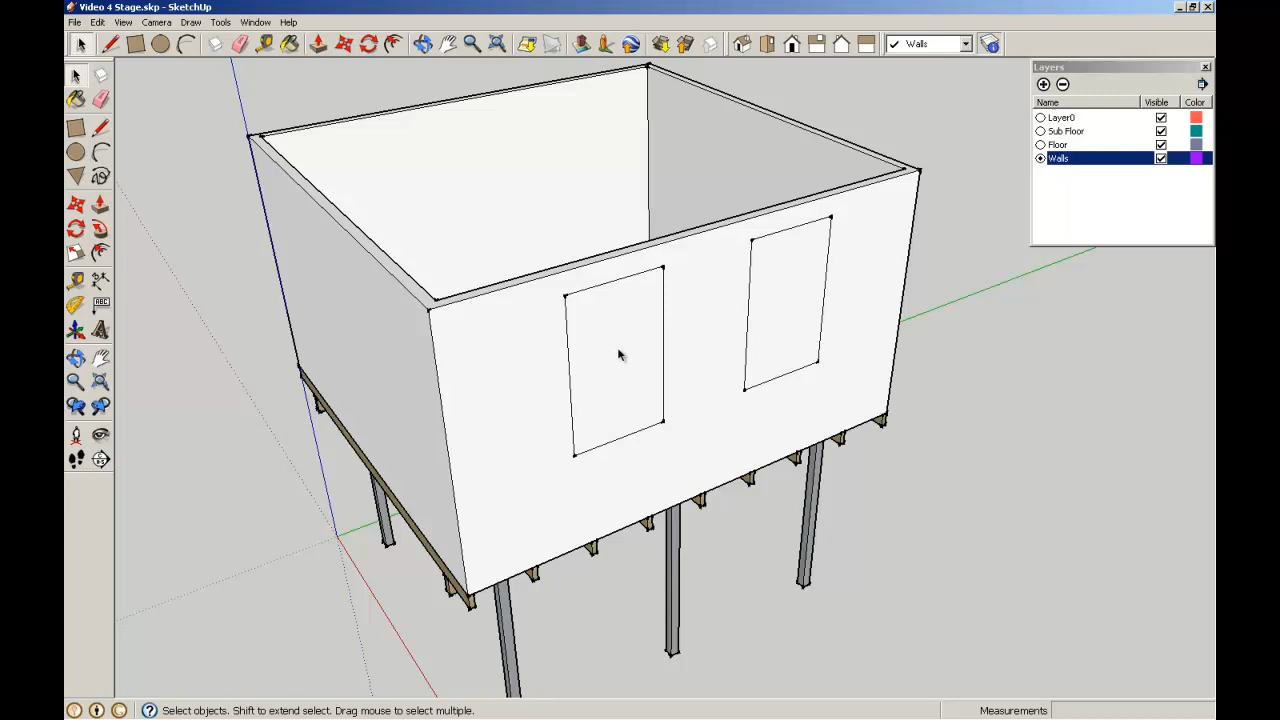 Video 4 Stage.skp - SketchUp
File Edit View Camera Draw Tools Window Help
Walls
Layers
Name Visible Color
Layer0
Sub Floor
Floor
Walls
ABC
Select objects. Shift to extend select. Drag mouse to select multiple.
Measurements